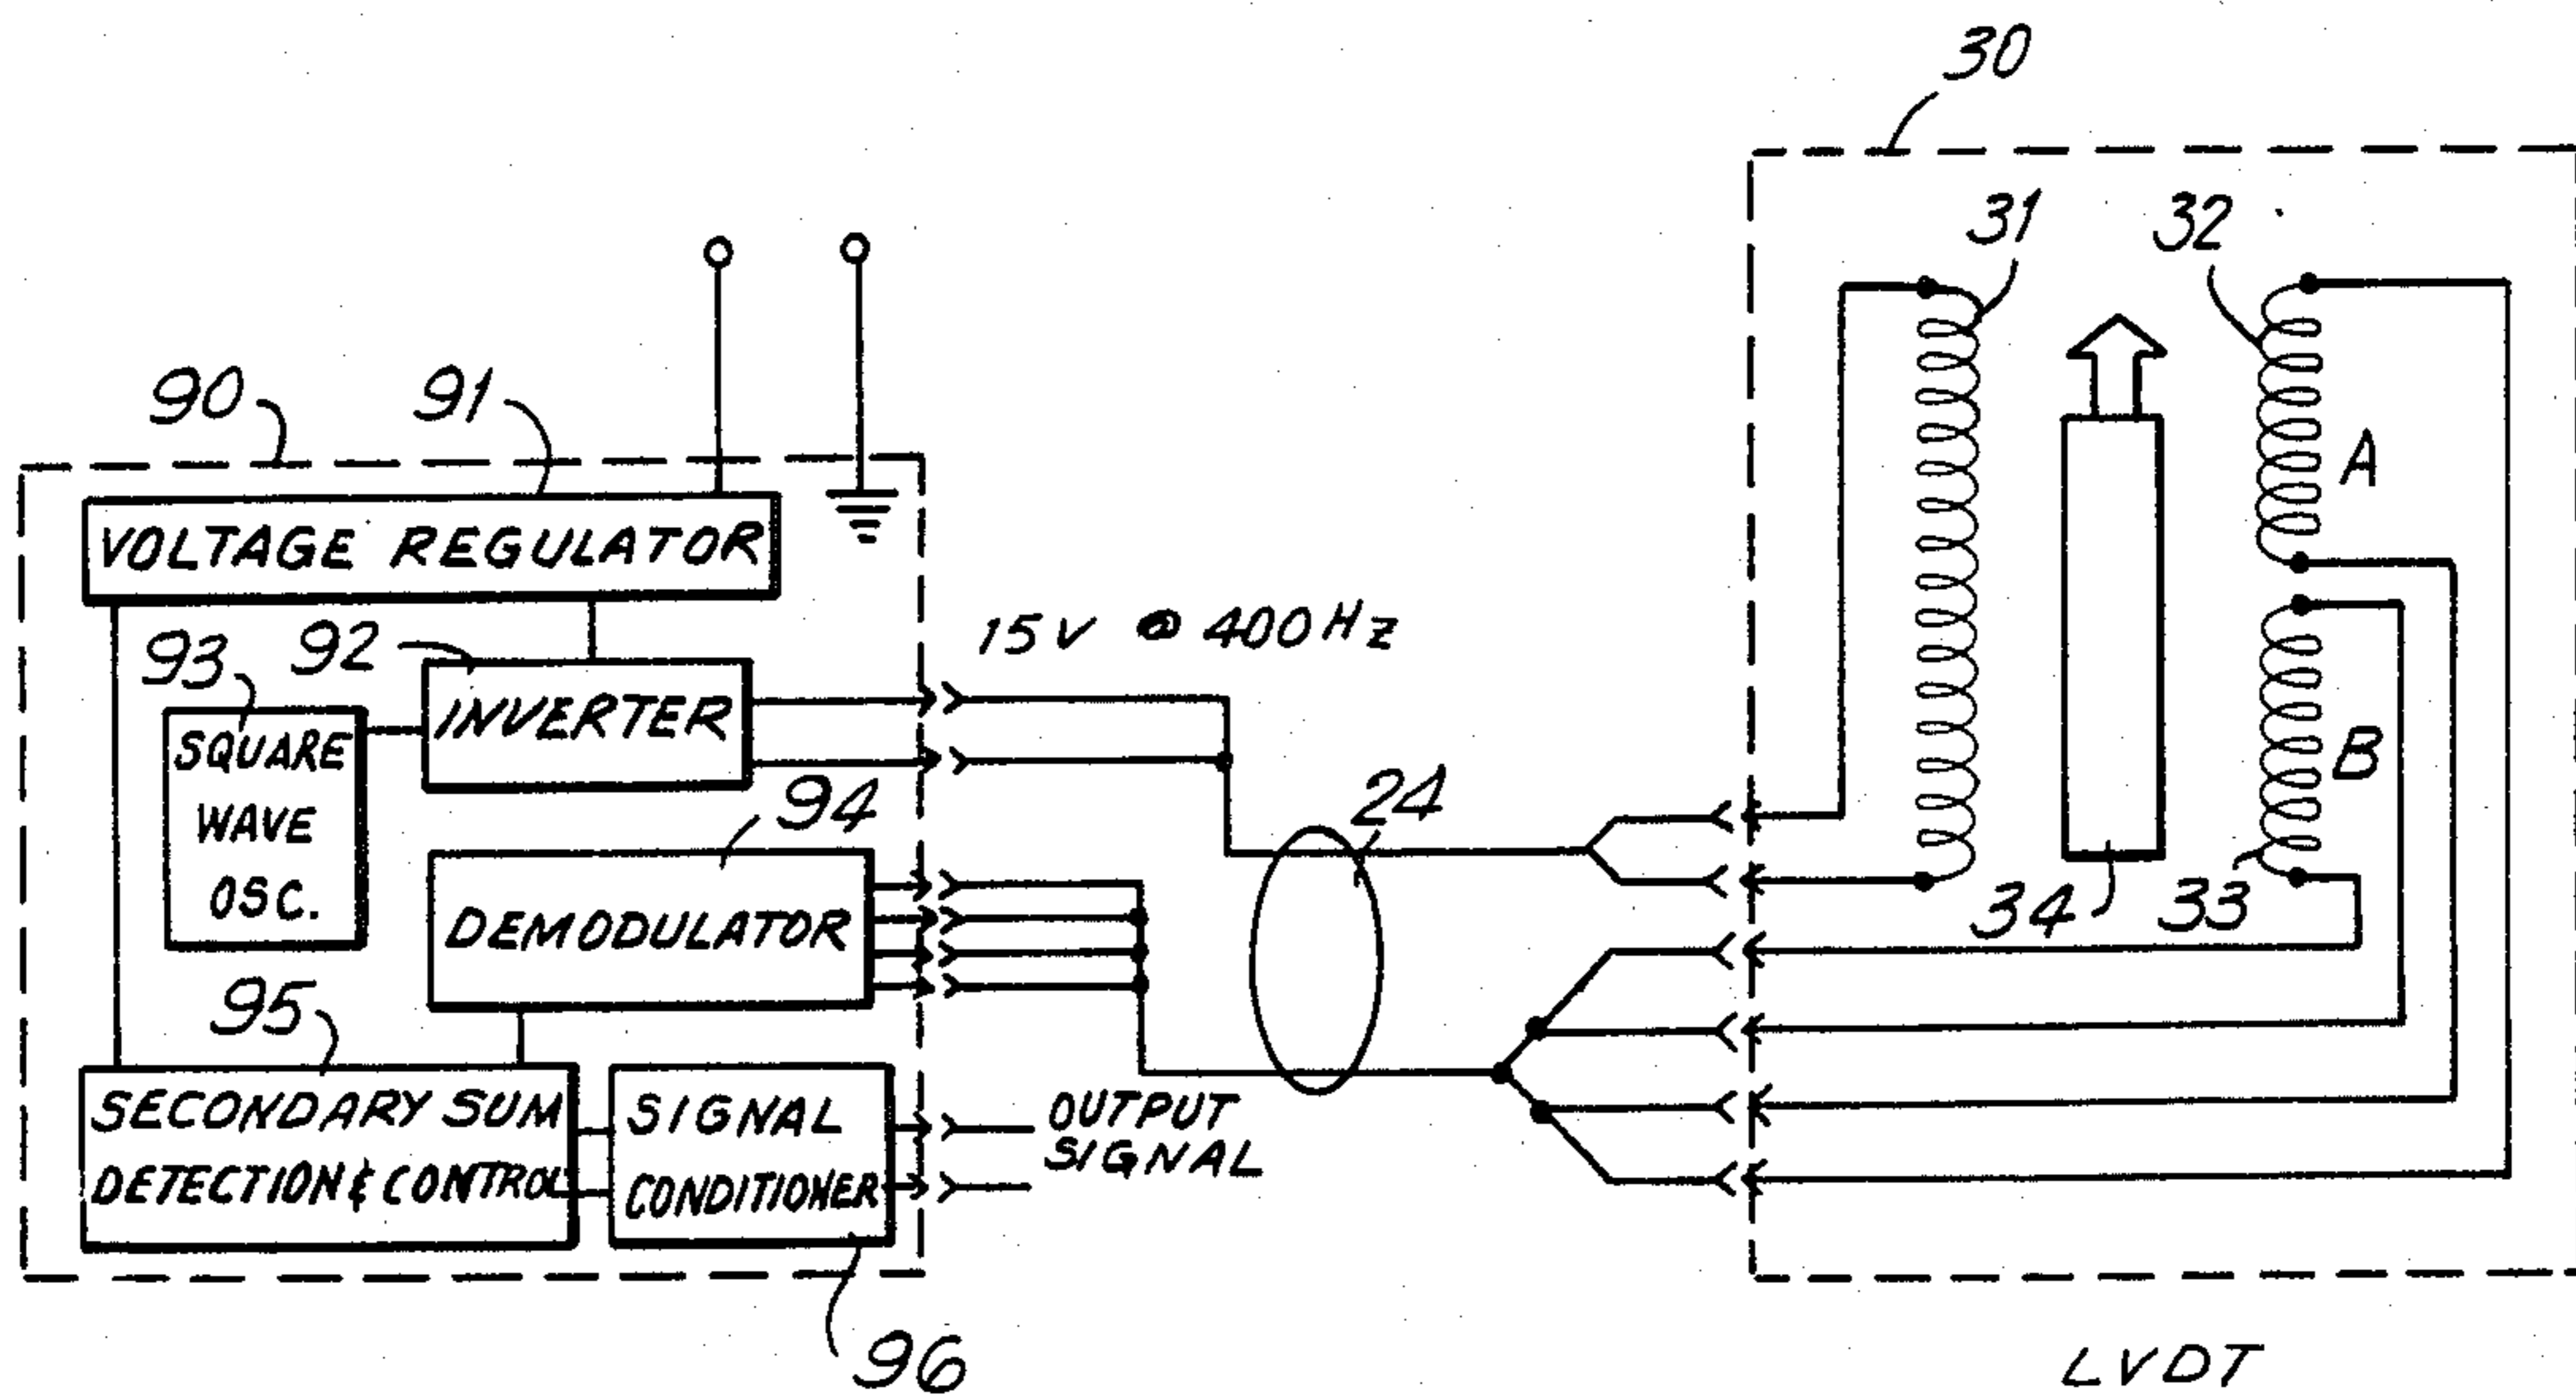 30
31
32
90
91
VOLTAGE REGULATOR
A
93
92
15V @ 400Hz
SQUARE
WAVE
OSC.
INVERTER
B
94
24
DEMODULATOR
34
33
95
SECONDARY SUM
DETECTION & CONTROL
SIGNAL
CONDITIONER
OUTPUT
SIGNAL
96
LVDT